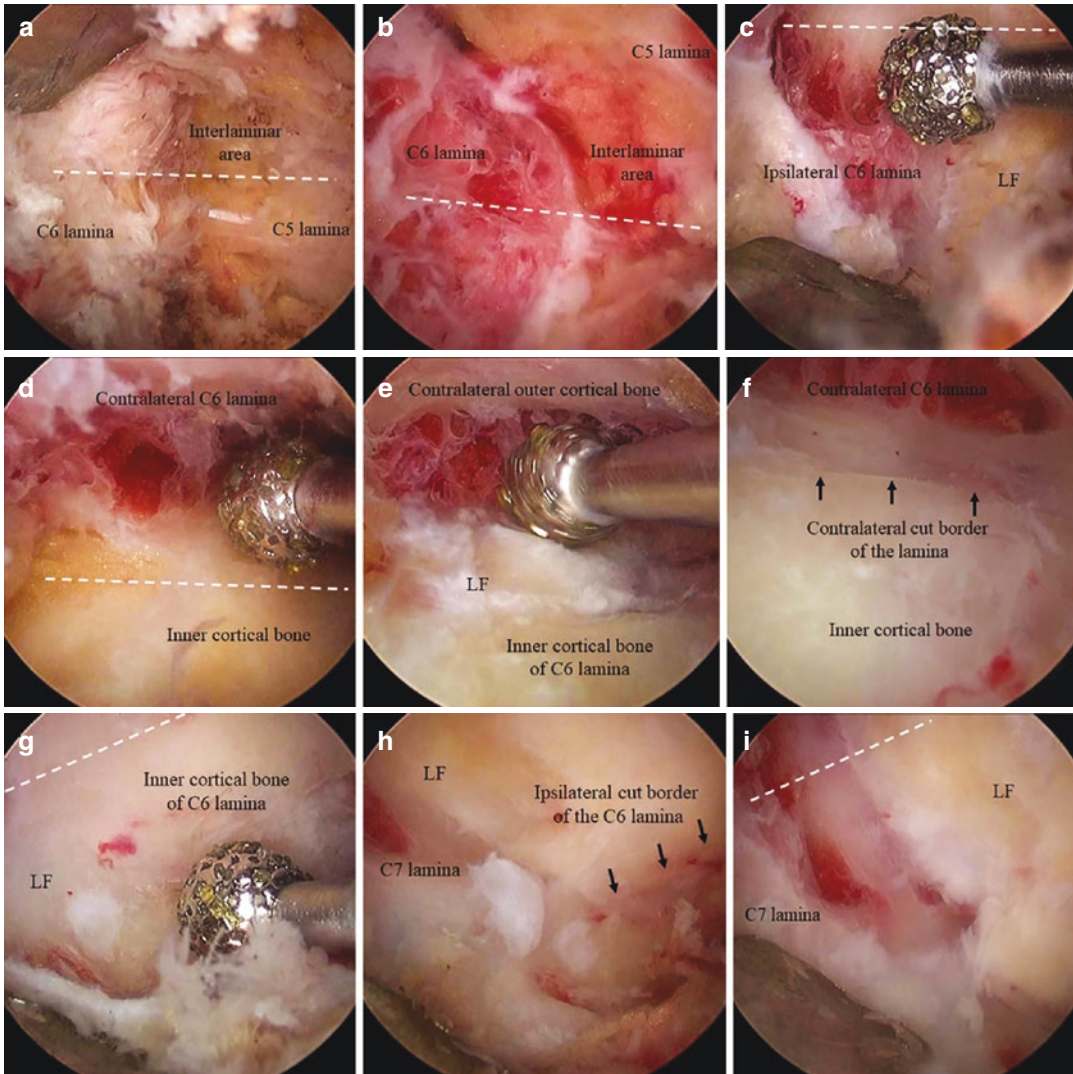 a
Interlaminar
area
C6 lamina
C5 lamina
b
C5 lamina
C6 lamina
Interlaminar
area
c
Ipsilateral C6 lamina
LF
d
Contralateral C6 lamina
Inner cortical bone
e
Contralateral outer cortical bone
LF
Inner cortical bone
of C6 lamina
f
Contralateral C6 lamina
Contralateral cut border
of the lamina
Inner cortical bone
g
Inner cortical bone
of C6 lamina
LF
h
LF
Ipsilateral cut border
of the C6 lamina
C7 lamina
i
LF
C7 lamina